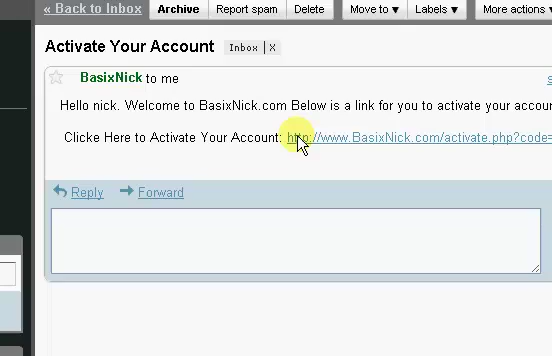 « Back to Inbox Archive Report spam Delete Move to ▾ Labels ▾ More actions ▾
Activate Your Account Inbox | X
BasixNick to me
Hello nick. Welcome to BasixNick.com Below is a link for you to activate your
Clicke Here to Activate Your Account: http://www.BasixNick.com/activate.php?code=
Reply Forward